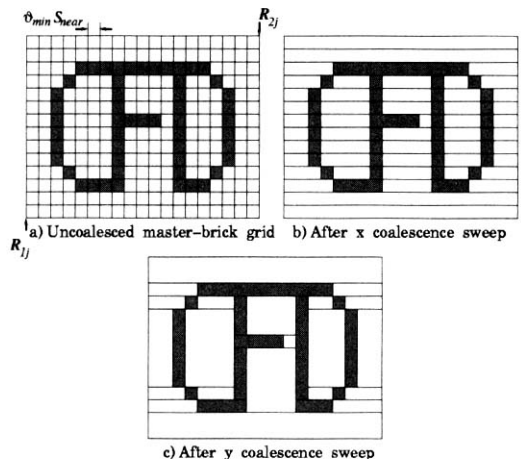 ϑmin Snear
R2j
a) Uncoalesced master-brick grid
b) After x coalescence sweep
R1j
c) After y coalescence sweep